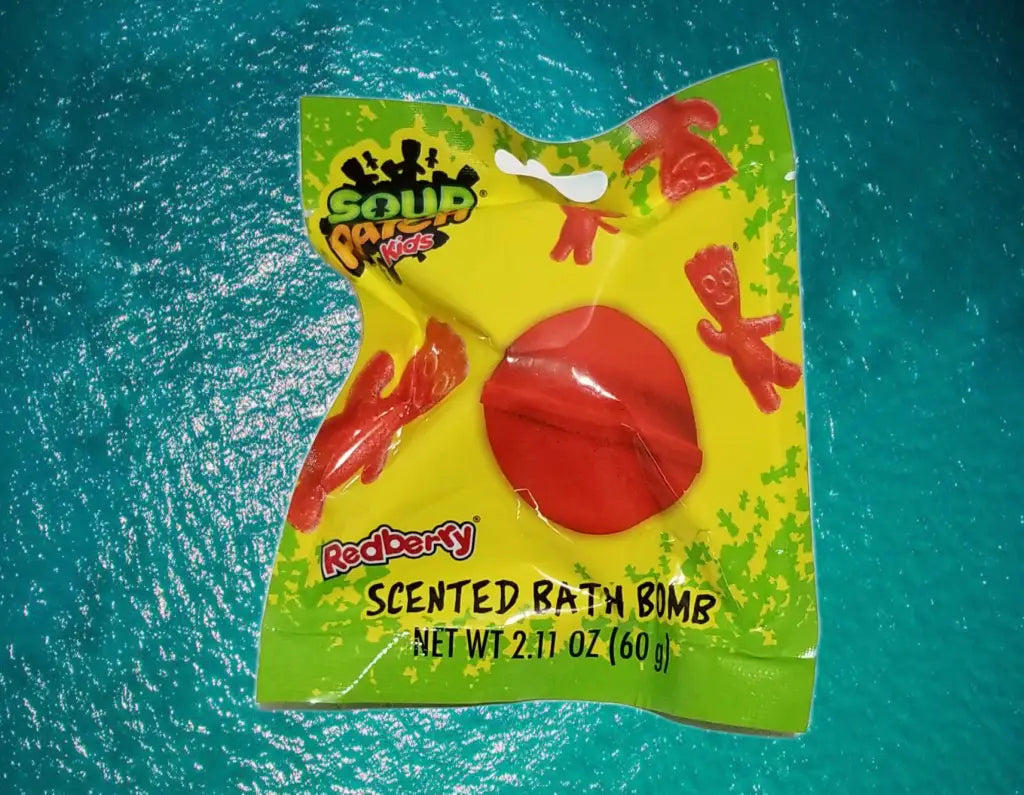 SOUR
PATCH
Kids®
Redberry®
SCENTED BATH BOMB
NET WT 2.11 OZ (60 g)